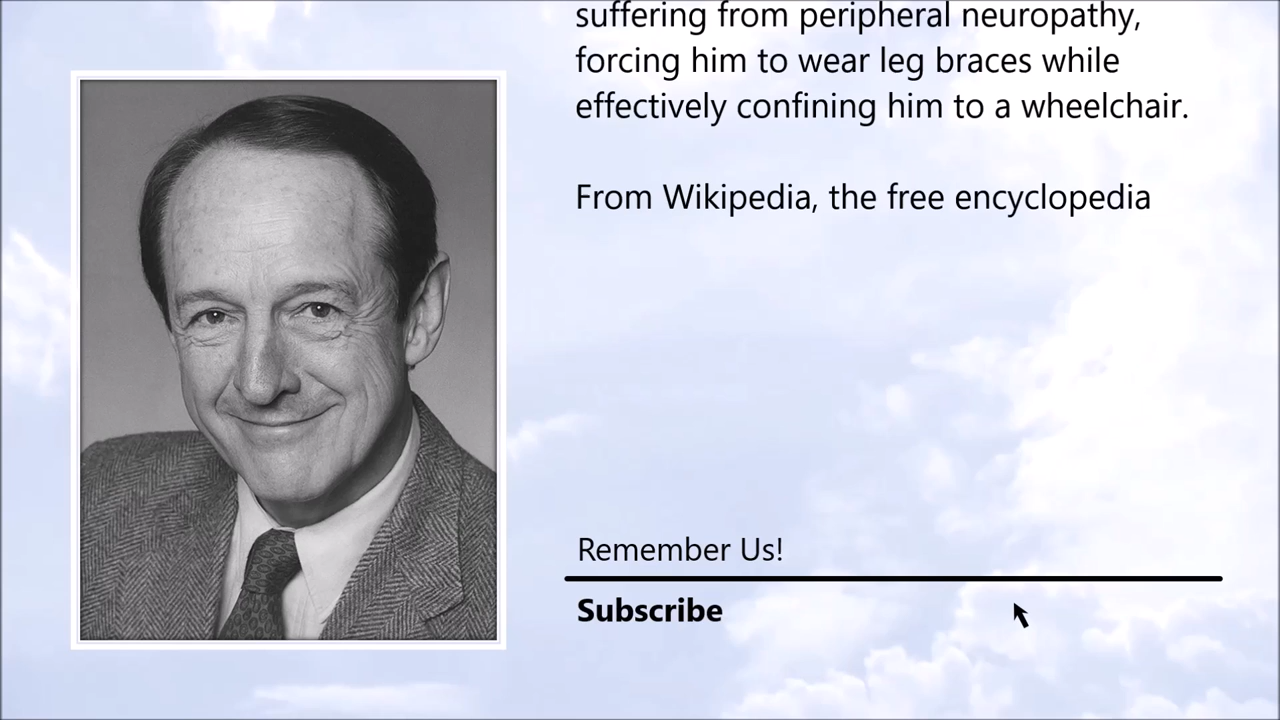 suffering from peripheral neuropathy,
forcing him to wear leg braces while
effectively confining him to a wheelchair.
From Wikipedia, the free encyclopedia
Remember Us!
Subscribe